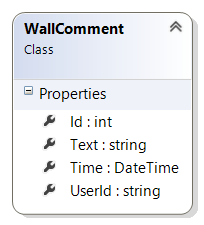 WallComment
Class
Properties
Id : int
Text : string
Time : DateTime
UserId : string